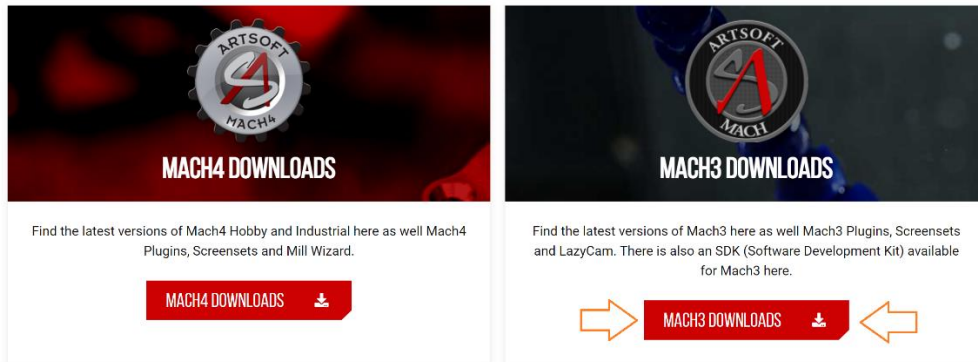 ARTSOFT
MACH4
MACH4 DOWNLOADS
Find the latest versions of Mach4 Hobby and Industrial here as well Mach4
Plugins, Screensets and Mill Wizard.
MACH4 DOWNLOADS
ARTSOFT
MACH
MACH3 DOWNLOADS
Find the latest versions of Mach3 here as well Mach3 Plugins, Screensets
and LazyCam. There is also an SDK (Software Development Kit) available
for Mach3 here.
MACH3 DOWNLOADS